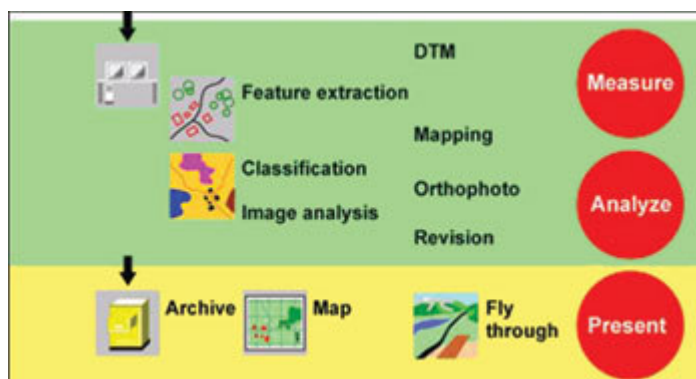 DTM
Measure
Feature extraction
Mapping
Classification
Orthophoto
Analyze
Image analysis
Revision
Archive
Map
Fly
through
Present